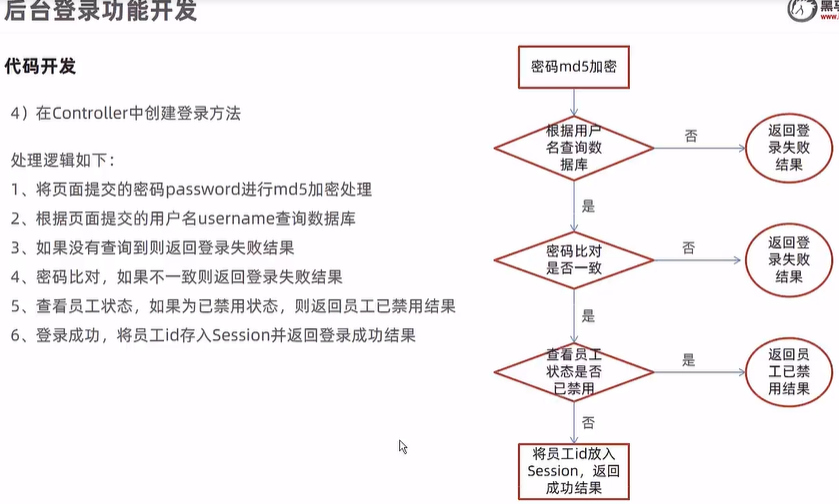 后台登录功能开发
www.
代码开发
4）在Controller中创建登录方法
处理逻辑如下：
1、将页面提交的密码password进行md5加密处理
2、根据页面提交的用户名username查询数据库
3、如果没有查询到则返回登录失败结果
4、密码比对，如果不一致则返回登录失败结果
5、查看员工状态，如果为已禁用状态，则返回员工已禁用结果
6、登录成功，将员工id存入Session并返回登录成功结果
密码md5加密
根据用户
名查询数
据库
否
返回登
录失败
结果
是
密码比对
是否一致
否
返回登
录失败
结果
是
查看员工
状态是否
已禁用
是
返回员
工已禁
用结果
否
将员工id放入
Session，返回
成功结果